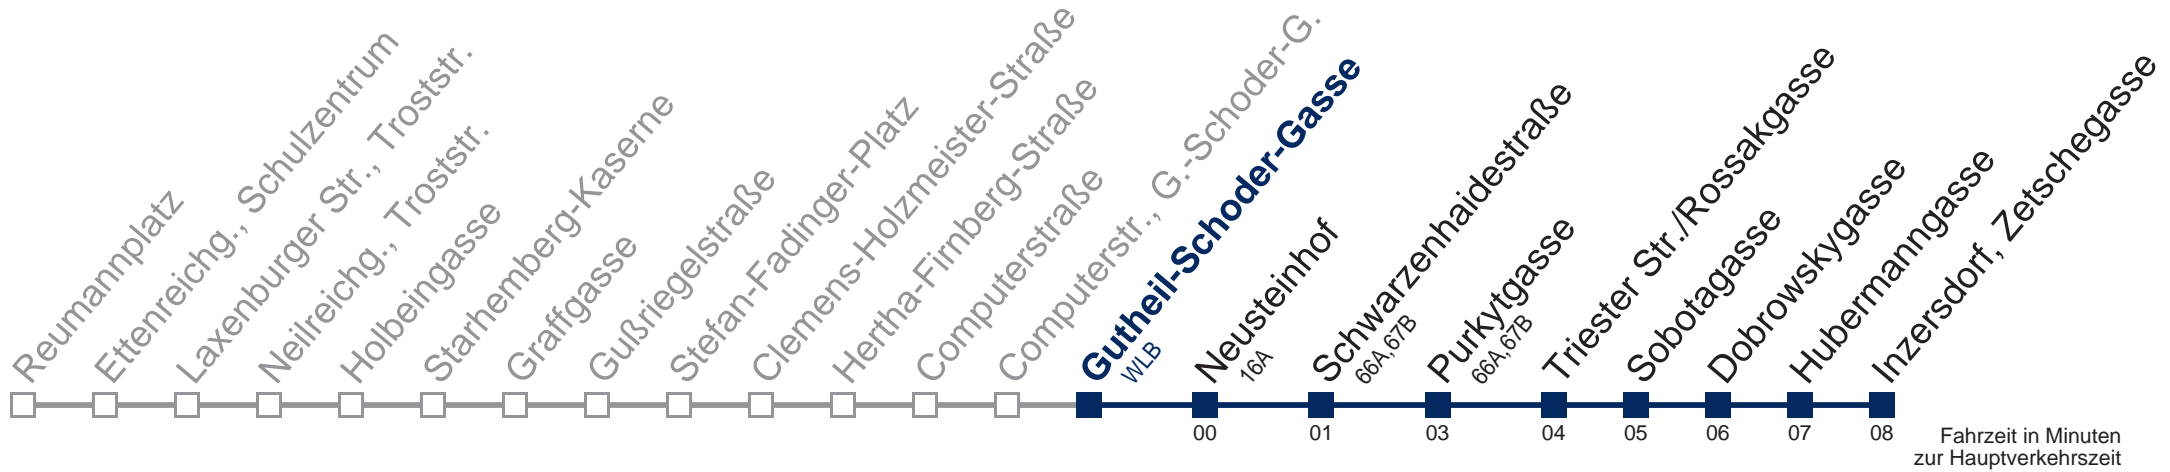 Reumannplatz
Ettenreichg., Schulzentrum
Laxenburger Str., Troststr.
Neilreichg., Troststr.
Holbeingasse
Starhemberg-Kaserne
Graffgasse
Gußriegelstraße
Stefan-Fadinger-Platz
Clemens-Holzmeister-Straße
Hertha-Firnberg-Straße
Computerstraße
Computerstr., G.-Schoder-G.
Gutheil-Schoder-Gasse
WLB
Neusteinhof
16A
Schwarzenhaidestraße
66A,67B
Purkytgasse
66A,67B
Triester Str./Rossakgasse
Sobotagasse
Dobrowskygasse
Hubermanngasse
Inzersdorf, Zetschegasse
00 01 03 04 05 06 07 08
Fahrzeit in Minuten
zur Hauptverkehrszeit